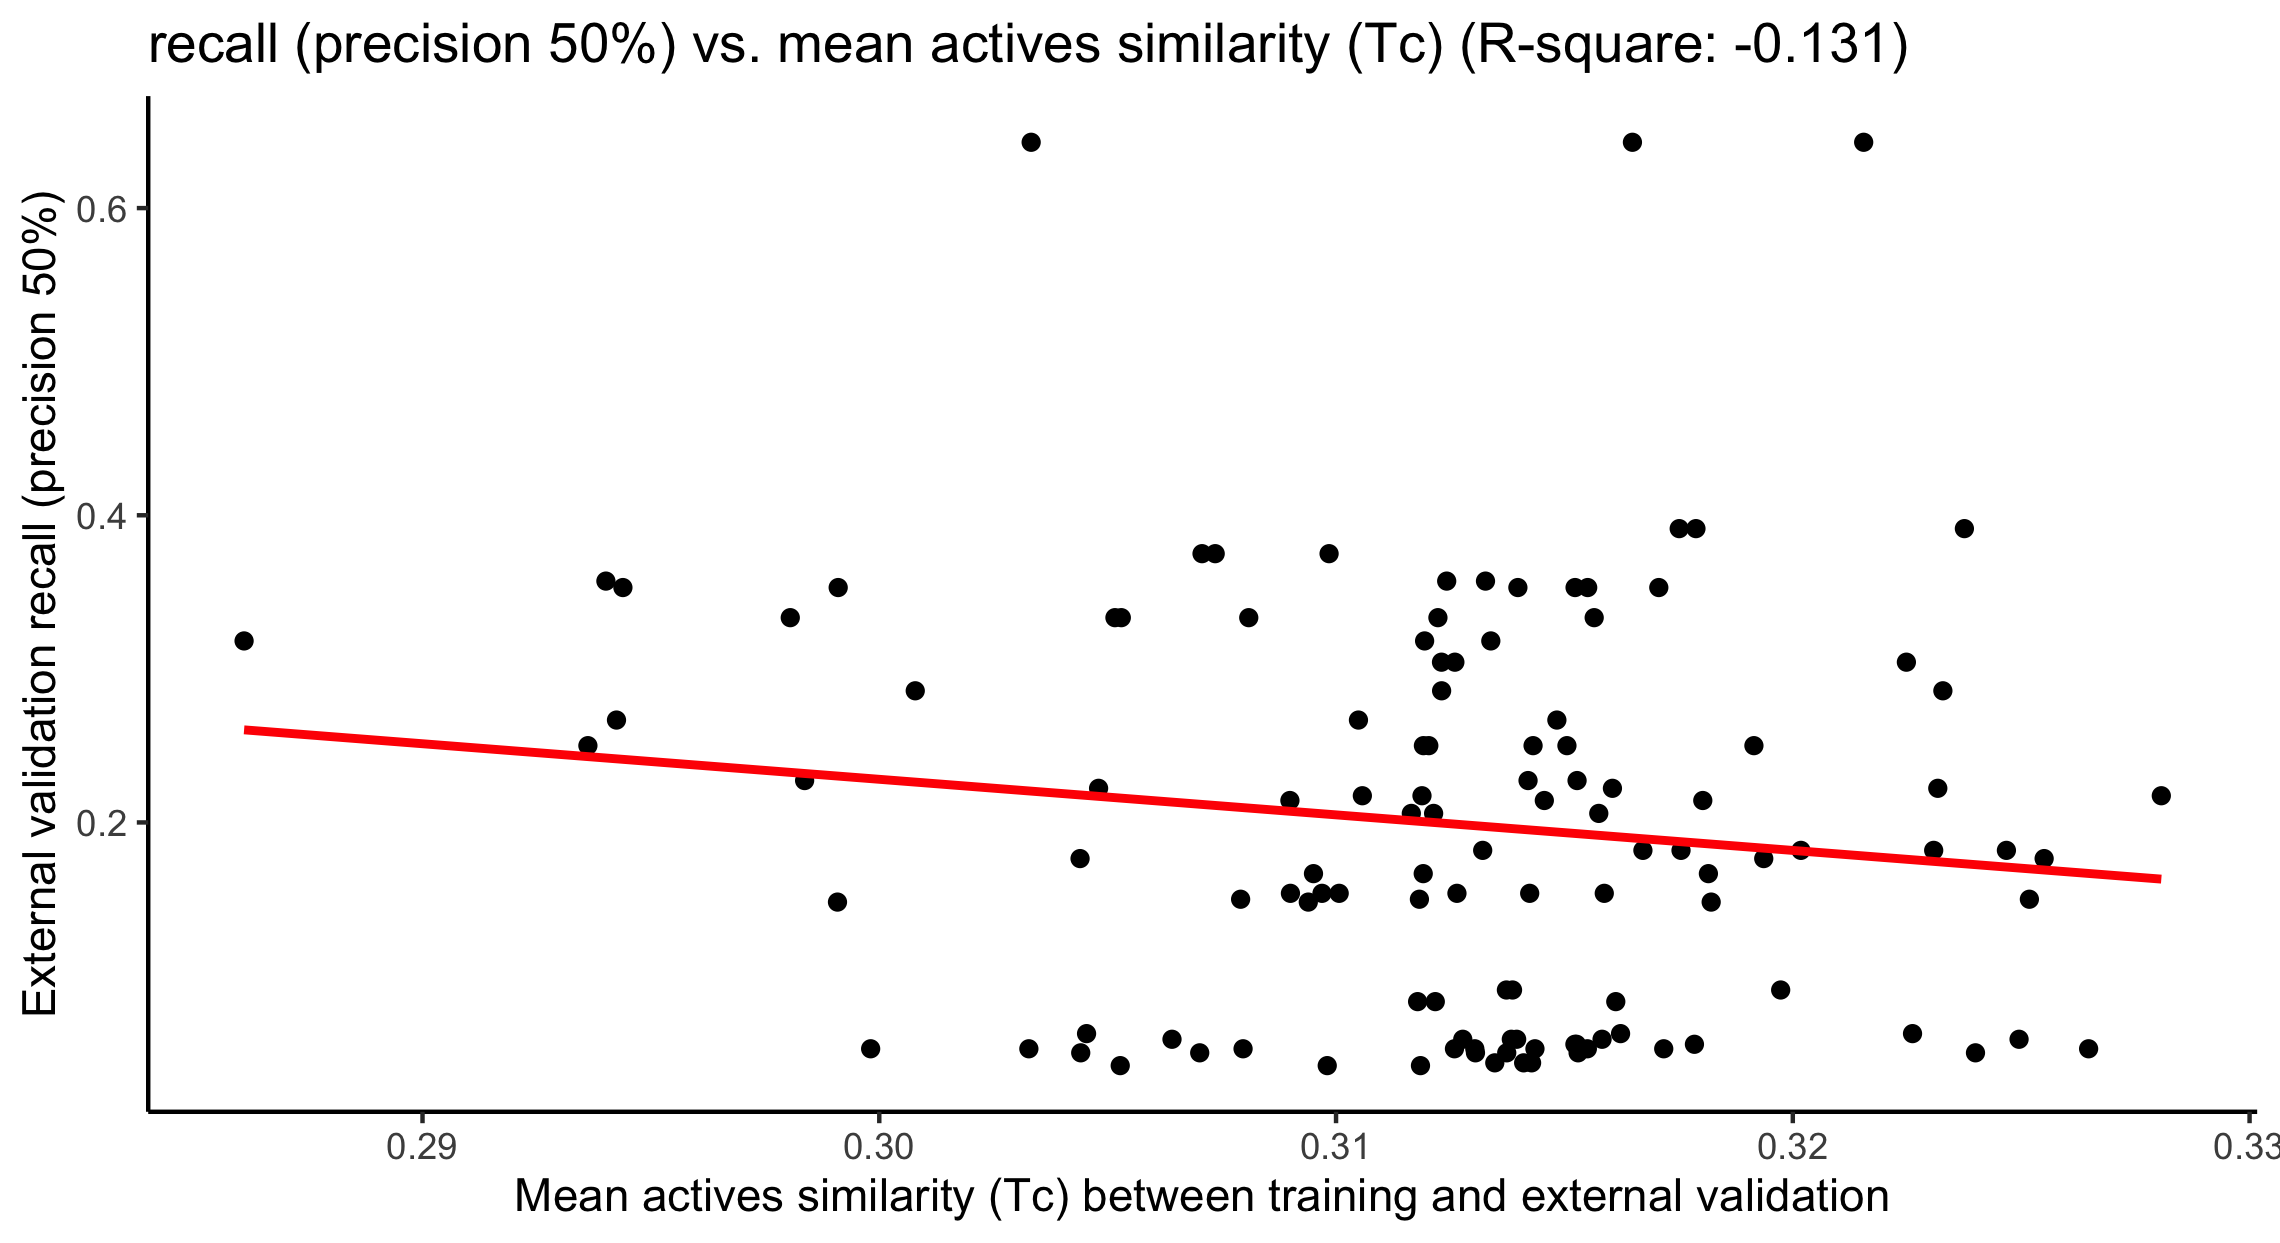 recall (precision 50%) vs. mean actives similarity (Tc) (R-square: -0.131)
External validation recall (precision 50%)
0.6
0.4
0.2
0.29
0.30
0.31
0.32
0.33
Mean actives similarity (Tc) between training and external validation